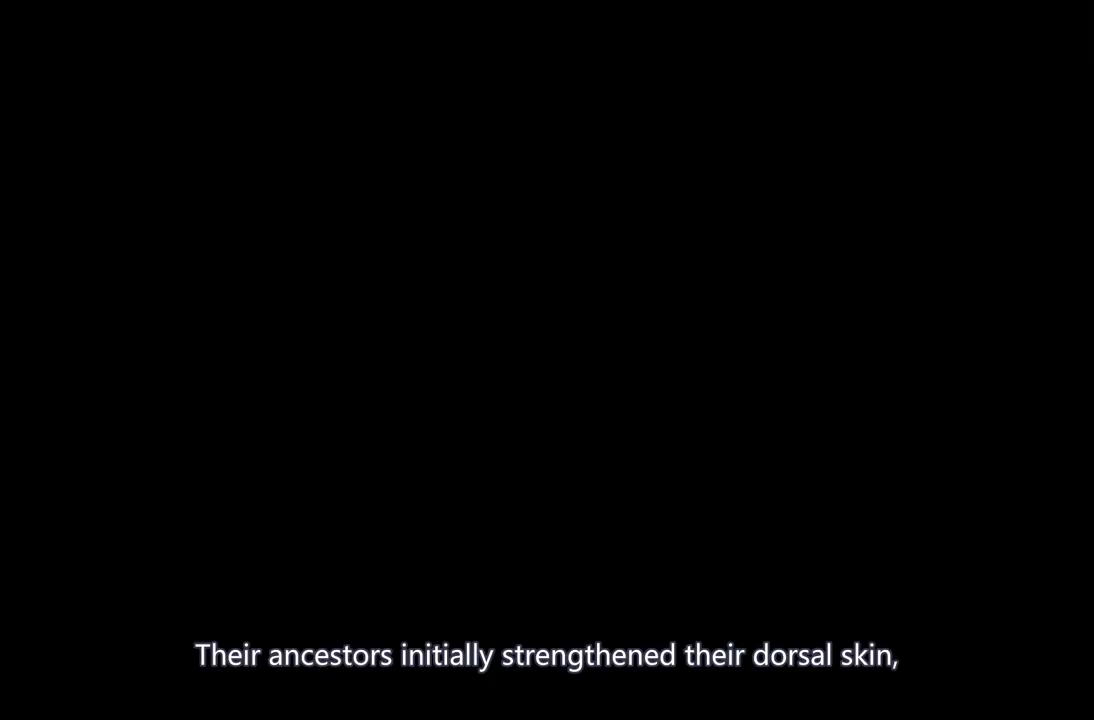 Their ancestors initially strengthened their dorsal skin,